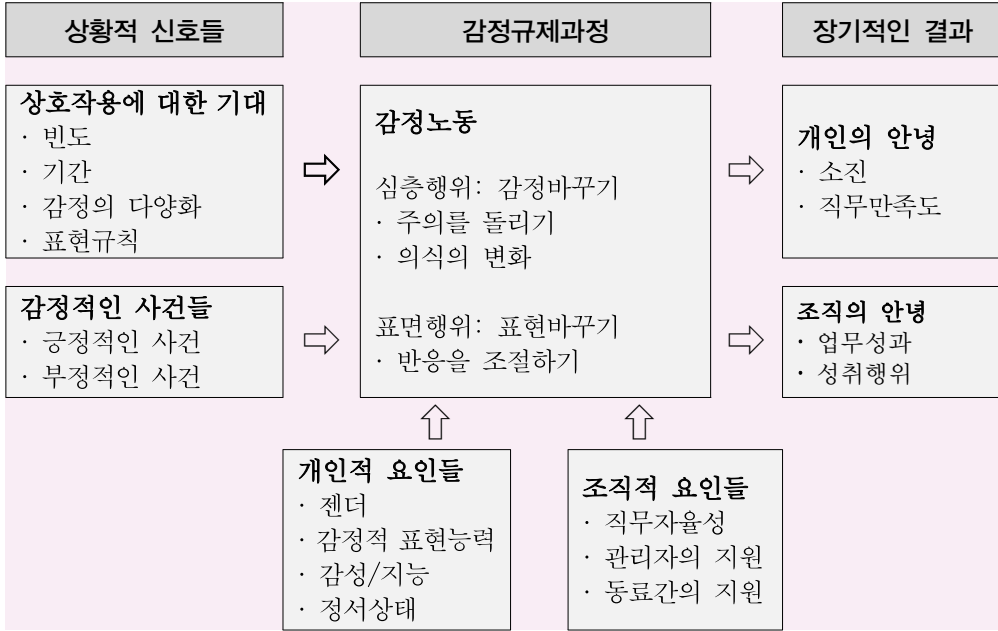 상황적 신호들
감정규제과정
장기적인 결과
상호작용에 대한 기대
· 빈도
· 기간
· 감정의 다양화
· 표현규칙
감정적인 사건들
· 긍정적인 사건
· 부정적인 사건
감정노동
심층행위: 감정바꾸기
· 주의를 돌리기
· 의식의 변화
표면행위: 표현바꾸기
· 반응을 조절하기
개인의 안녕
· 소진
· 직무만족도
조직의 안녕
· 업무성과
· 성취행위
개인적 요인들
· 젠더
· 감정적 표현능력
· 감성/지능
· 정서상태
조직적 요인들
· 직무자율성
· 관리자의 지원
· 동료간의 지원